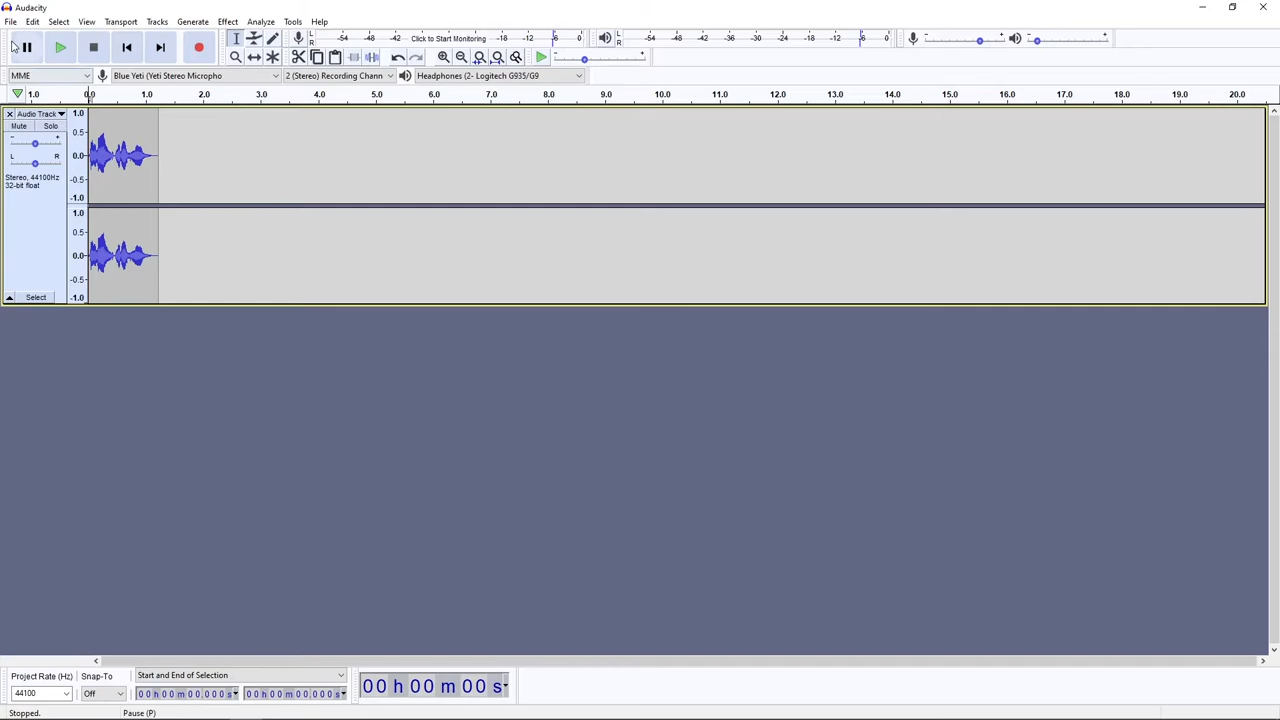 Audacity
File Edit Select View Transport Tracks Generate Effect Analyze Tools Help
L R -54 -48 -42 Click to Start Monitoring -18 -12 -6 0
L R -54 -48 -42 -36 -30 -24 -18 -12 -6 0
- + - +
- +
MME Blue Yeti (Yeti Stereo Micropho 2 (Stereo) Recording Chann Headphones (2- Logitech G935/G9
1.0 0.0 1.0 2.0 3.0 4.0 5.0 6.0 7.0 8.0 9.0 10.0 11.0 12.0 13.0 14.0 15.0 16.0 17.0 18.0 19.0 20.0
Audio Track
Mute Solo
- +
L R
Stereo, 44100Hz
32-bit float
Select
1.0
0.5
0.0
-0.5
-1.0
1.0
0.5
0.0
-0.5
-1.0
Project Rate (Hz) Snap-To Start and End of Selection
44100 Off 00 h 00 m 00.000 s 00 h 00 m 00.000 s
00 h 00 m 00 s
Stopped. Pause (P)